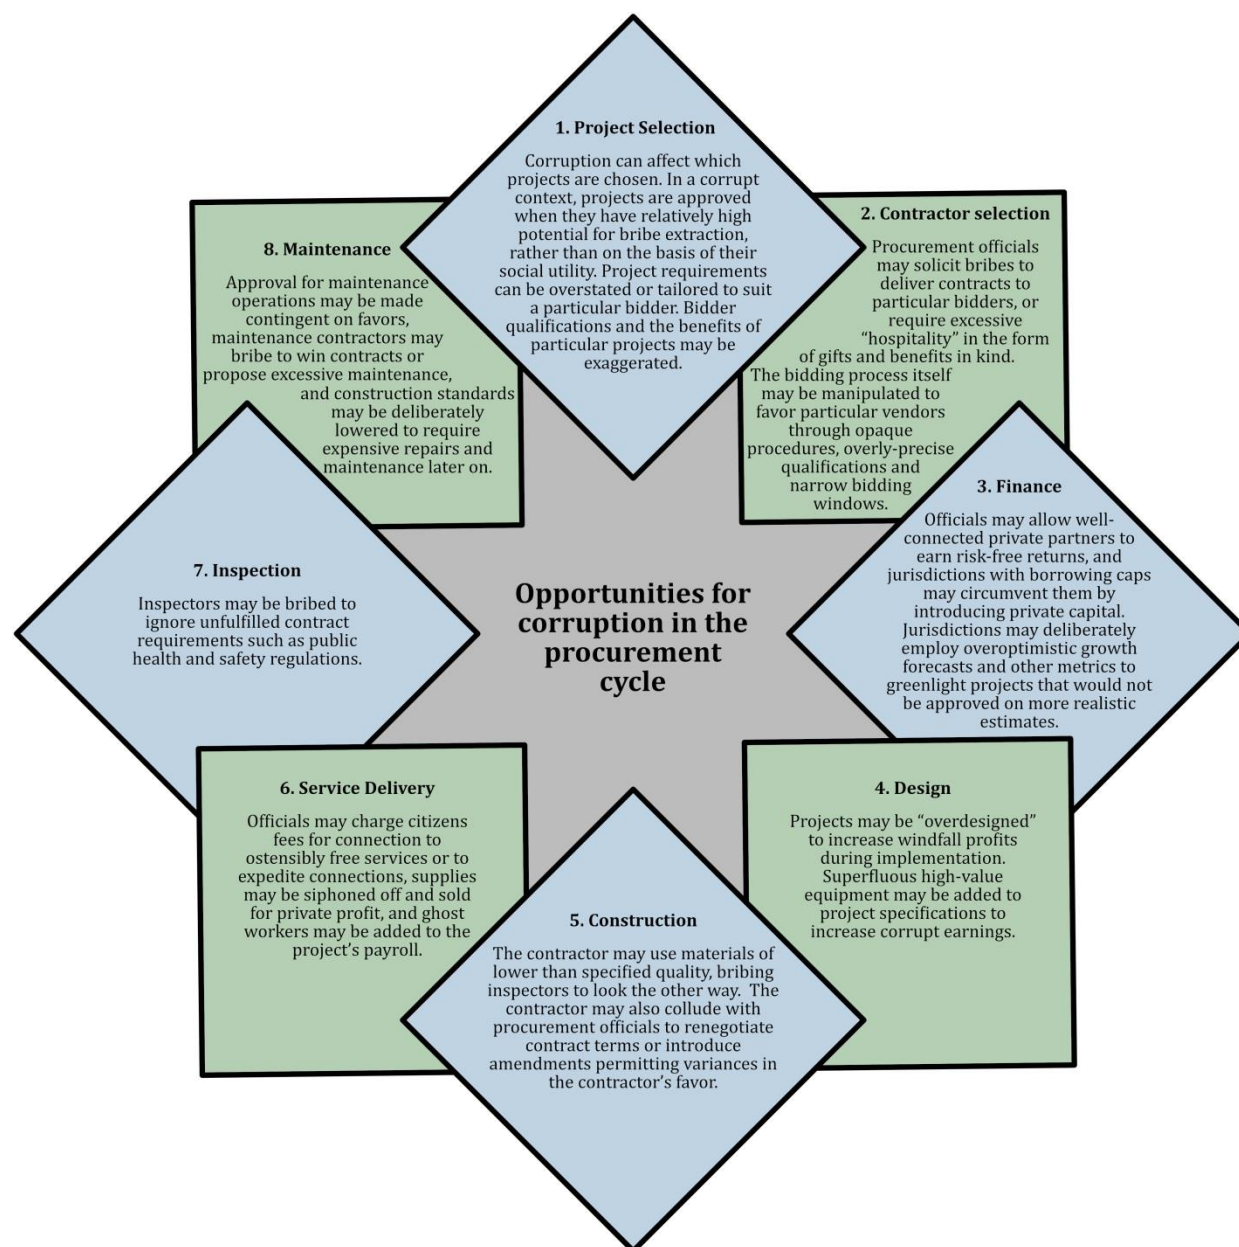 1. Project Selection
Corruption can affect which
projects are chosen. In a corrupt
context, projects are approved
when they have relatively high
potential for bribe extraction,
rather than on the basis of their
social utility. Project requirements
can be overstated or tailored to suit
a particular bidder. Bidder
qualifications and the benefits of
particular projects may be
exaggerated.
2. Contractor selection
Procurement officials
may solicit bribes to
deliver contracts to
particular bidders, or
require excessive
“hospitality” in the form
of gifts and benefits in kind.
The bidding process itself
may be manipulated to
favor particular vendors
through opaque
procedures, overly-precise
qualifications and
narrow bidding
windows.
3. Finance
Officials may allow well-
connected private partners to
earn risk-free returns, and
jurisdictions with borrowing caps
may circumvent them by
introducing private capital.
Jurisdictions may deliberately
employ overoptimistic growth
forecasts and other metrics to
greenlight projects that would not
be approved on more realistic
estimates.
4. Design
Projects may be “overdesigned”
to increase windfall profits
during implementation.
Superfluous high-value
equipment may be added to
project specifications to
increase corrupt earnings.
5. Construction
The contractor may use materials of
lower than specified quality, bribing
inspectors to look the other way.  The
contractor may also collude with
procurement officials to renegotiate
contract terms or introduce
amendments permitting variances in
the contractor’s favor.
6. Service Delivery
Officials may charge citizens
fees for connection to
ostensibly free services or to
expedite connections, supplies
may be siphoned off and sold
for private profit, and ghost
workers may be added to the
project’s payroll.
7. Inspection
Inspectors may be bribed to
ignore unfulfilled contract
requirements such as public
health and safety regulations.
8. Maintenance
Approval for maintenance
operations may be made
contingent on favors,
maintenance contractors may
bribe to win contracts or
propose excessive maintenance,
and construction standards
may be deliberately
lowered to require
expensive repairs and
maintenance later on.
Opportunities for
corruption in the
procurement
cycle